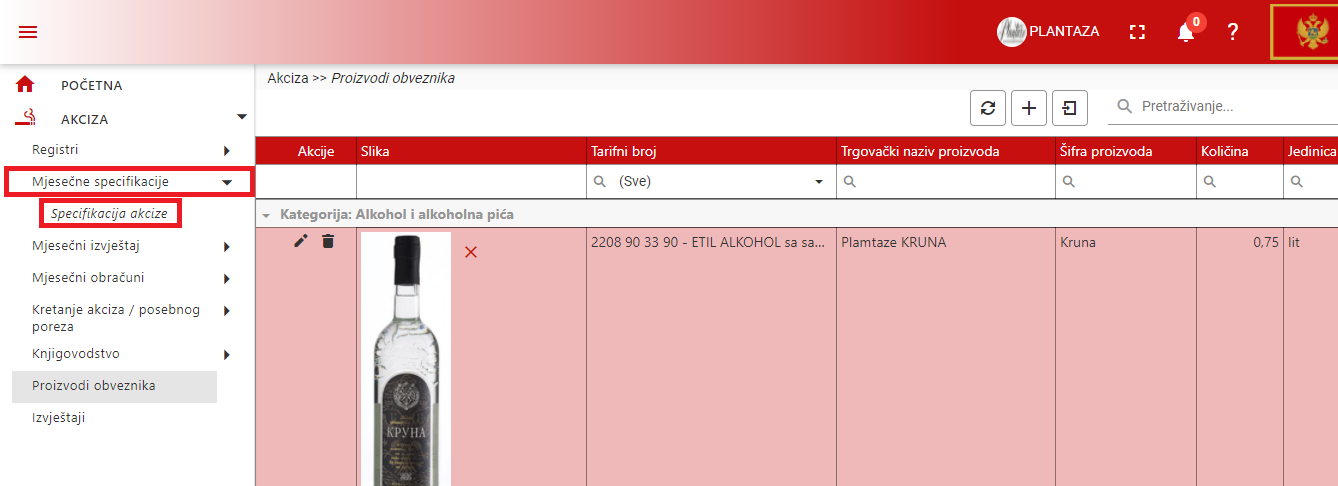 PLANTAZA
0
?
POČETNA
AKCIZA
Registri
Mjesečne specifikacije
Specifikacija akcize
Mjesečni izvještaj
Mjesečni obračuni
Kretanje akciza / posebnog
poreza
Knjigovodstvo
Proizvodi obveznika
Izvještaji
Akciza >> Proizvodi obveznika
Pretraživanje...
Akcije Slika Tarifni broj Trgovački naziv proizvoda Šifra proizvoda Količina Jedinica
(Sve)
Kategorija: Alkohol i alkoholna pića
2208 90 33 90 - ETIL ALKOHOL sa sa... Plamtaze KRUNA Kruna 0,75 lit
КРУНА